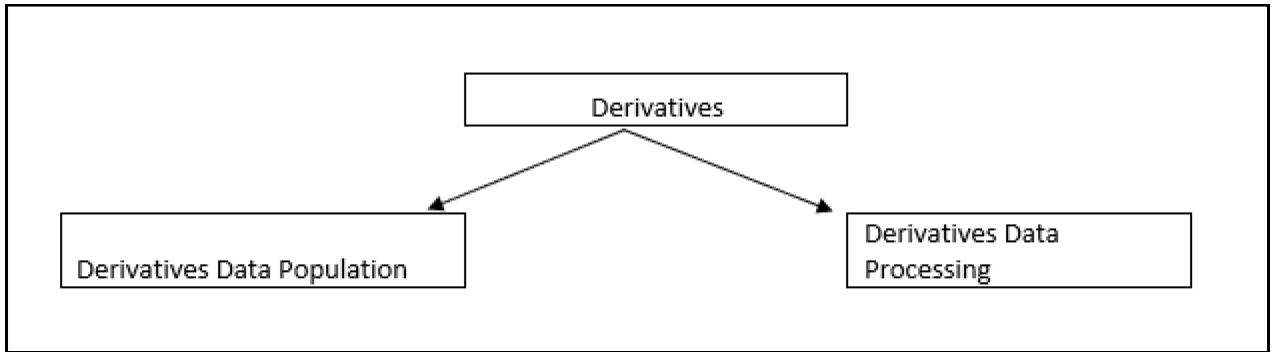 Derivatives
Derivatives Data Population
Derivatives Data
Processing